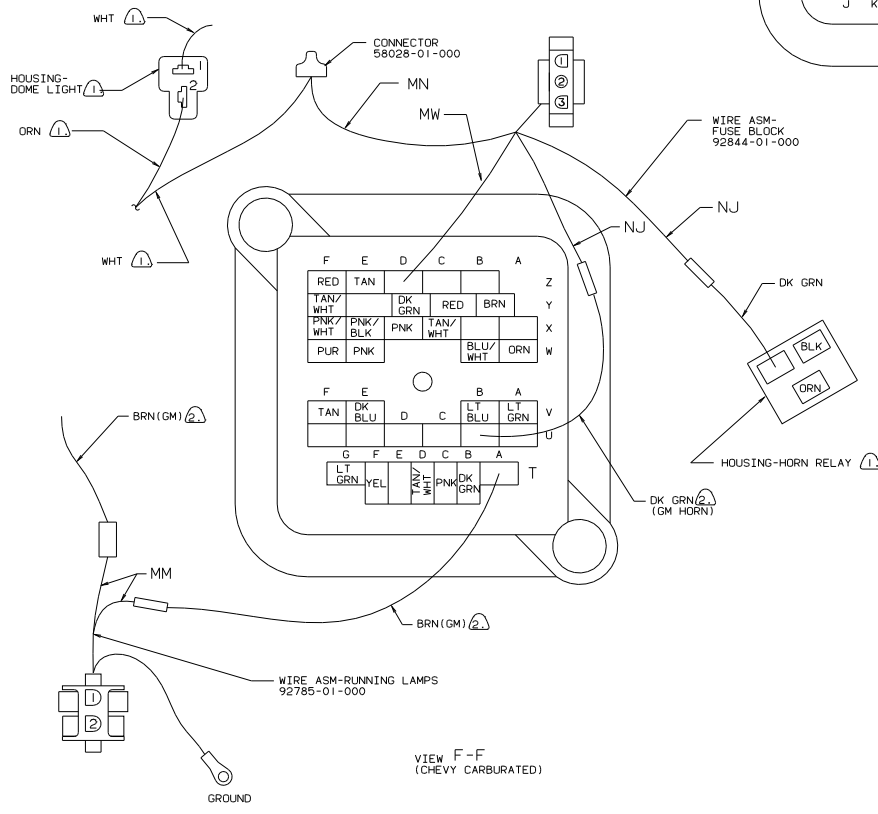 J K
WHT 1.
CONNECTOR
58028-01-000
HOUSING-
DOME LIGHT 1.
1
2
1
2
3
MN
MW
ORN 1.
WIRE ASM-
FUSE BLOCK
92844-01-000
NJ
NJ
WHT 1.
DK GRN
F E D C B A
RED TAN Z
TAN/
WHT DK
GRN RED BRN Y
PNK/
WHT PNK/
BLK PNK TAN/
WHT X
PUR PNK BLU/
WHT ORN W
BLK
ORN
F E D C B A
TAN DK
BLU LT
BLU LT
GRN V
U
G F E D C B A
LT
GRN YEL TAN/
WHT PNK DK
GRN T
BRN(GM) 2.
HOUSING-HORN RELAY 1.
DK GRN 2.
(GM HORN)
MM
BRN(GM) 2.
WIRE ASM-RUNNING LAMPS
92785-01-000
1
2
VIEW F-F
(CHEVY CARBURATED)
GROUND